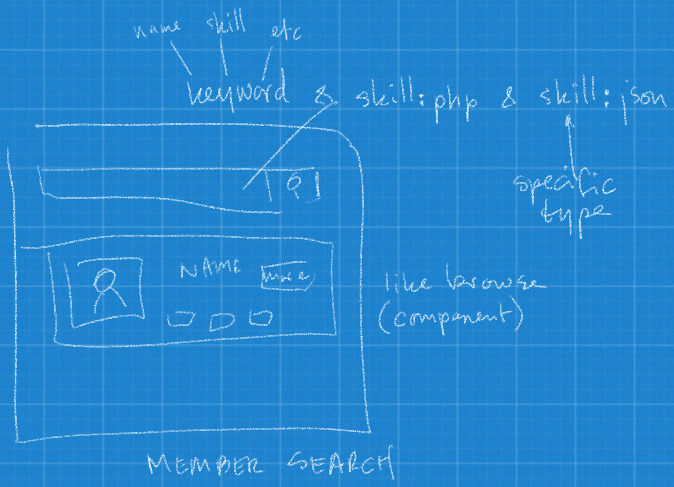 name skill etc
keyword & skill:php & skill:json
specific
type
NAME more
like browse
(component)
MEMBER SEARCH